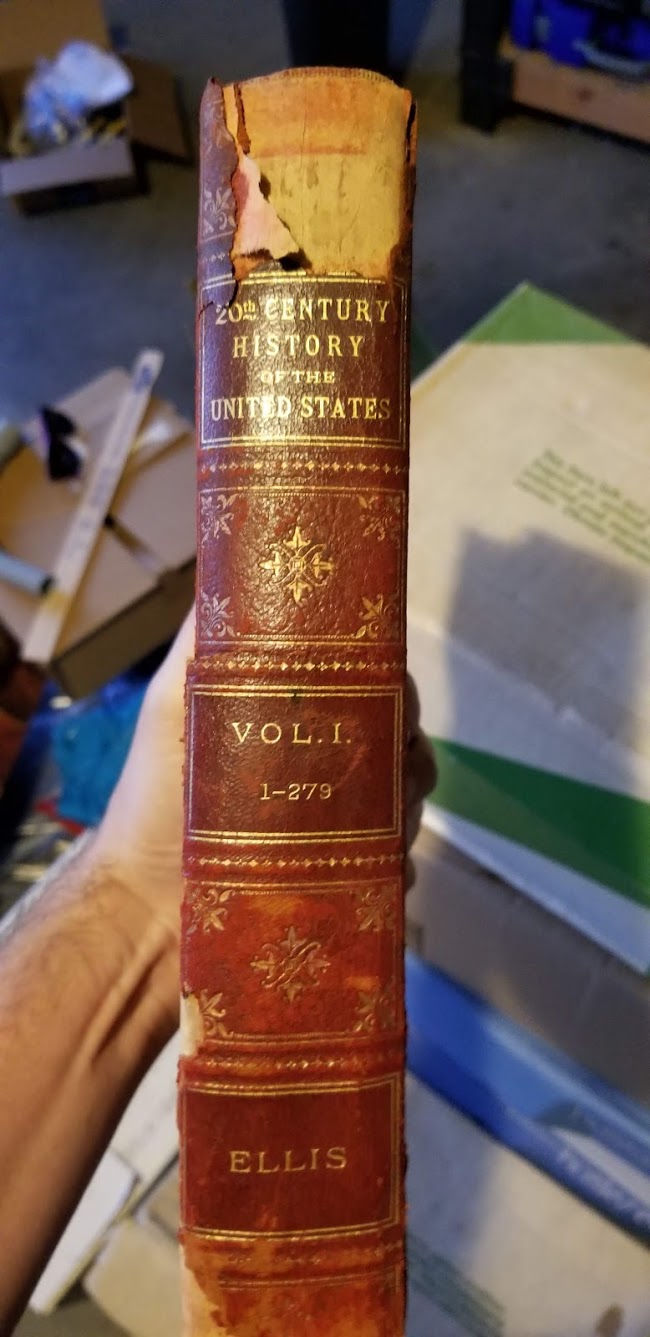 20th CENTURY
HISTORY
OF THE
UNITED STATES
VOL. I.
1-279
ELLIS